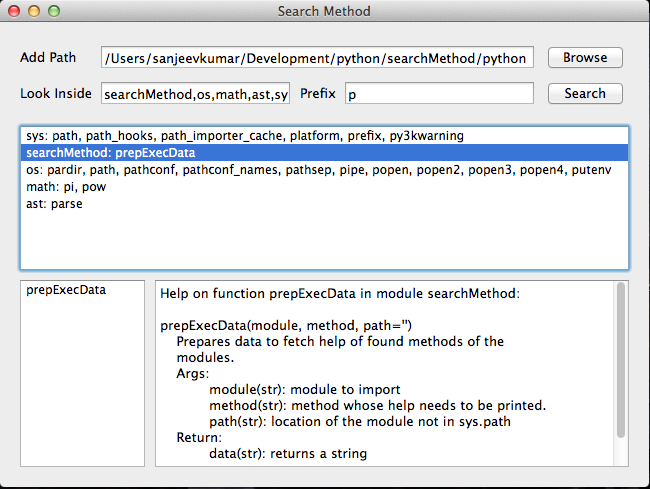 Search Method
Add Path /Users/sanjeevkumar/Development/python/searchMethod/python Browse
Look Inside searchMethod,os,math,ast,sy Prefix p Search
sys: path, path_hooks, path_importer_cache, platform, prefix, py3kwarning
searchMethod: prepExecData
os: pardir, path, pathconf, pathconf_names, pathsep, pipe, popen, popen2, popen3, popen4, putenv
math: pi, pow
ast: parse
prepExecData
Help on function prepExecData in module searchMethod:
prepExecData(module, method, path='')
Prepares data to fetch help of found methods of the
modules.
Args:
module(str): module to import
method(str): method whose help needs to be printed.
path(str): location of the module not in sys.path
Return:
data(str): returns a string